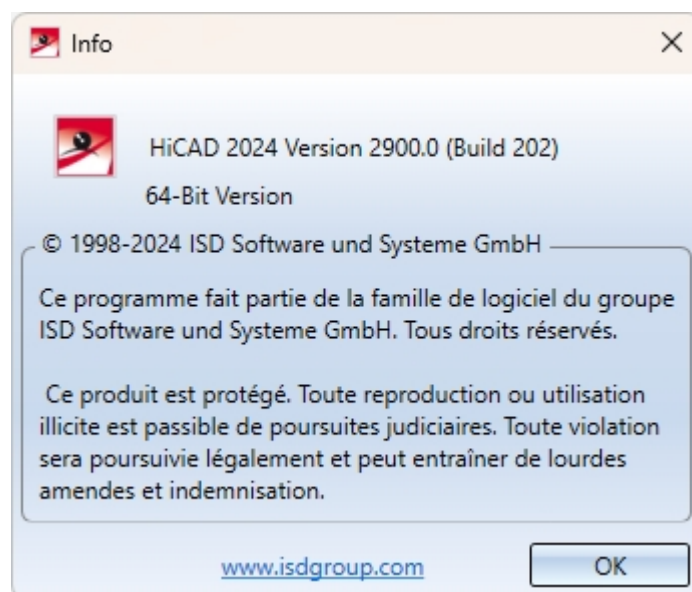 Info
HiCAD 2024 Version 2900.0 (Build 202)
64-Bit Version
© 1998-2024 ISD Software und Systeme GmbH
Ce programme fait partie de la famille de logiciel du groupe
ISD Software und Systeme GmbH. Tous droits réservés.
Ce produit est protégé. Toute reproduction ou utilisation
illicite est passible de poursuites judiciaires. Toute violation
sera poursuivie légalement et peut entraîner de lourdes
amendes et indemnisation.
www.isdgroup.com
OK